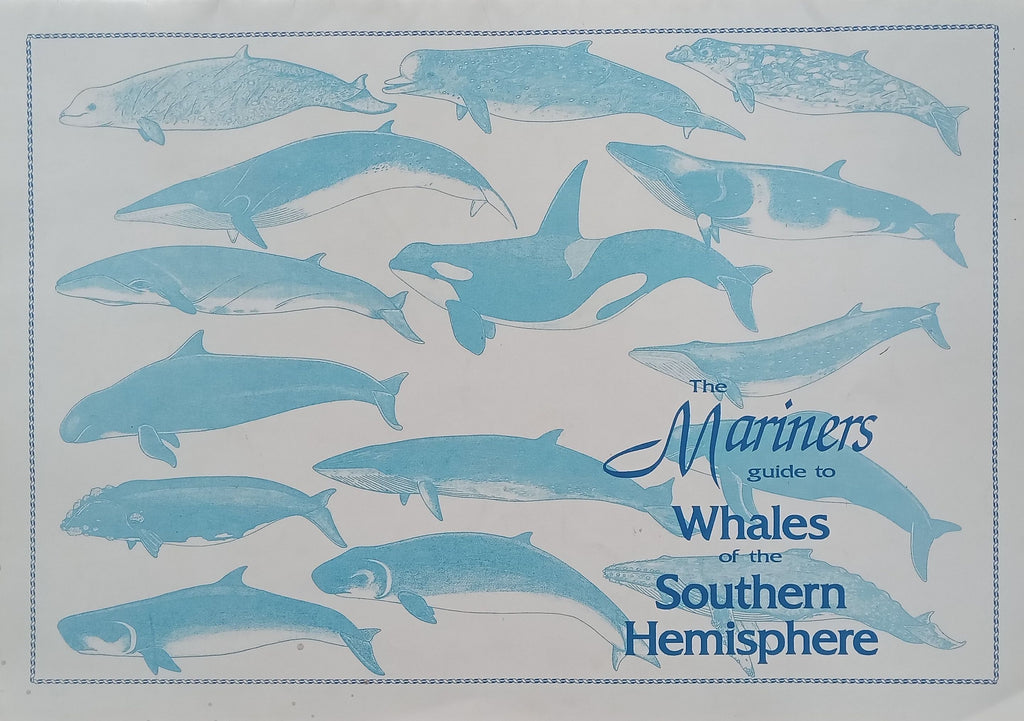 The
Mariners
guide to
Whales
of the
Southern
Hemisphere